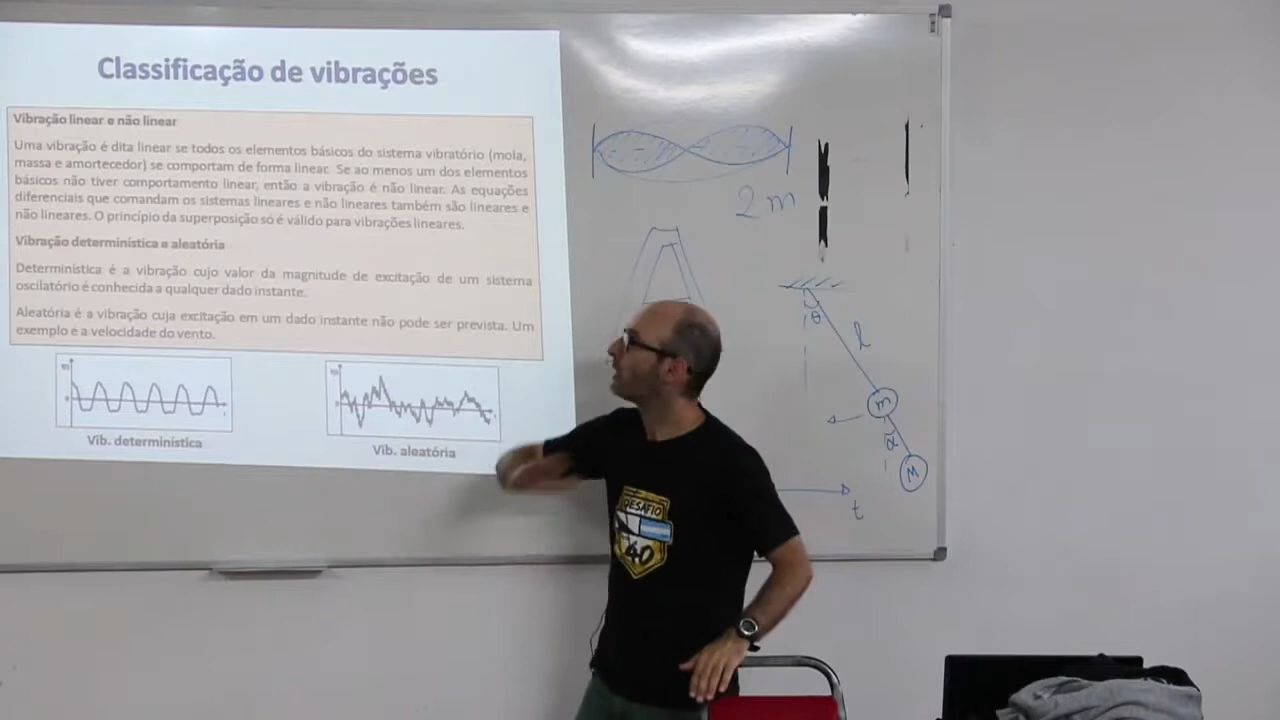 Classificação de vibrações
Vibração linear e não linear
Uma vibração é dita linear se todos os elementos básicos do sistema vibratório (mola,
massa e amortecedor) se comportam de forma linear. Se ao menos um dos elementos
básicos não tiver comportamento linear, então a vibração é não linear. As equações
diferenciais que comandam os sistemas lineares e não lineares também são lineares e
não lineares. O princípio da superposição só é válido para vibrações lineares.
Vibração determinística e aleatória
Determinística é a vibração cujo valor da magnitude de excitação de um sistema
oscilatório é conhecida a qualquer dado instante.
Aleatória é a vibração cuja excitação em um dado instante não pode ser prevista. Um
exemplo é a velocidade do vento.
Vib. determinística
Vib. aleatória
2 m
θ
l
m
α
M
t
DESAFIO
40